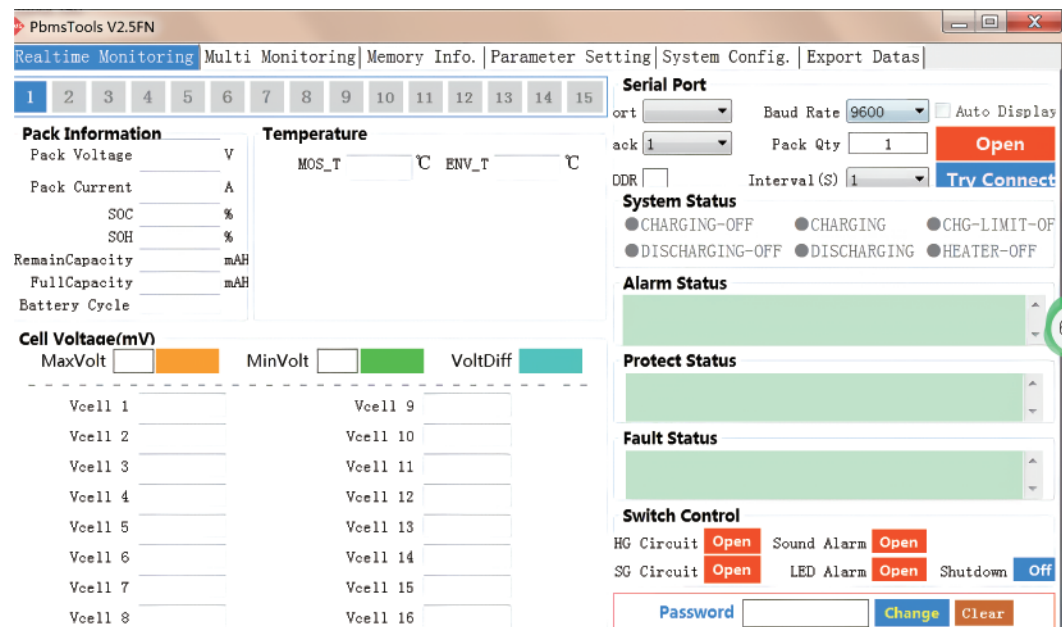 PbmsTools V2.5FN
Realtime Monitoring Multi Monitoring Memory Info. Parameter Setting System Config. Export Datas
1 2 3 4 5 6 7 8 9 10 11 12 13 14 15
Pack Information
Pack Voltage V
Pack Current A
SOC %
SOH %
RemainCapacity mAH
FullCapacity mAH
Battery Cycle
Temperature
MOS_T ℃ ENV_T ℃
Cell Voltage(mV)
MaxVolt MinVolt VoltDiff
Vcell 1 Vcell 9
Vcell 2 Vcell 10
Vcell 3 Vcell 11
Vcell 4 Vcell 12
Vcell 5 Vcell 13
Vcell 6 Vcell 14
Vcell 7 Vcell 15
Vcell 8 Vcell 16
Serial Port
ort Baud Rate 9600 Auto Display
ack 1 Pack Qty 1 Open
DDR Interval(S) 1 Try Connect
System Status
CHARGING-OFF CHARGING CHG-LIMIT-OF
DISCHARGING-OFF DISCHARGING HEATER-OFF
Alarm Status
Protect Status
Fault Status
Switch Control
HG Circuit Open Sound Alarm Open
SG Circuit Open LED Alarm Open Shutdown Off
Password Change Clear